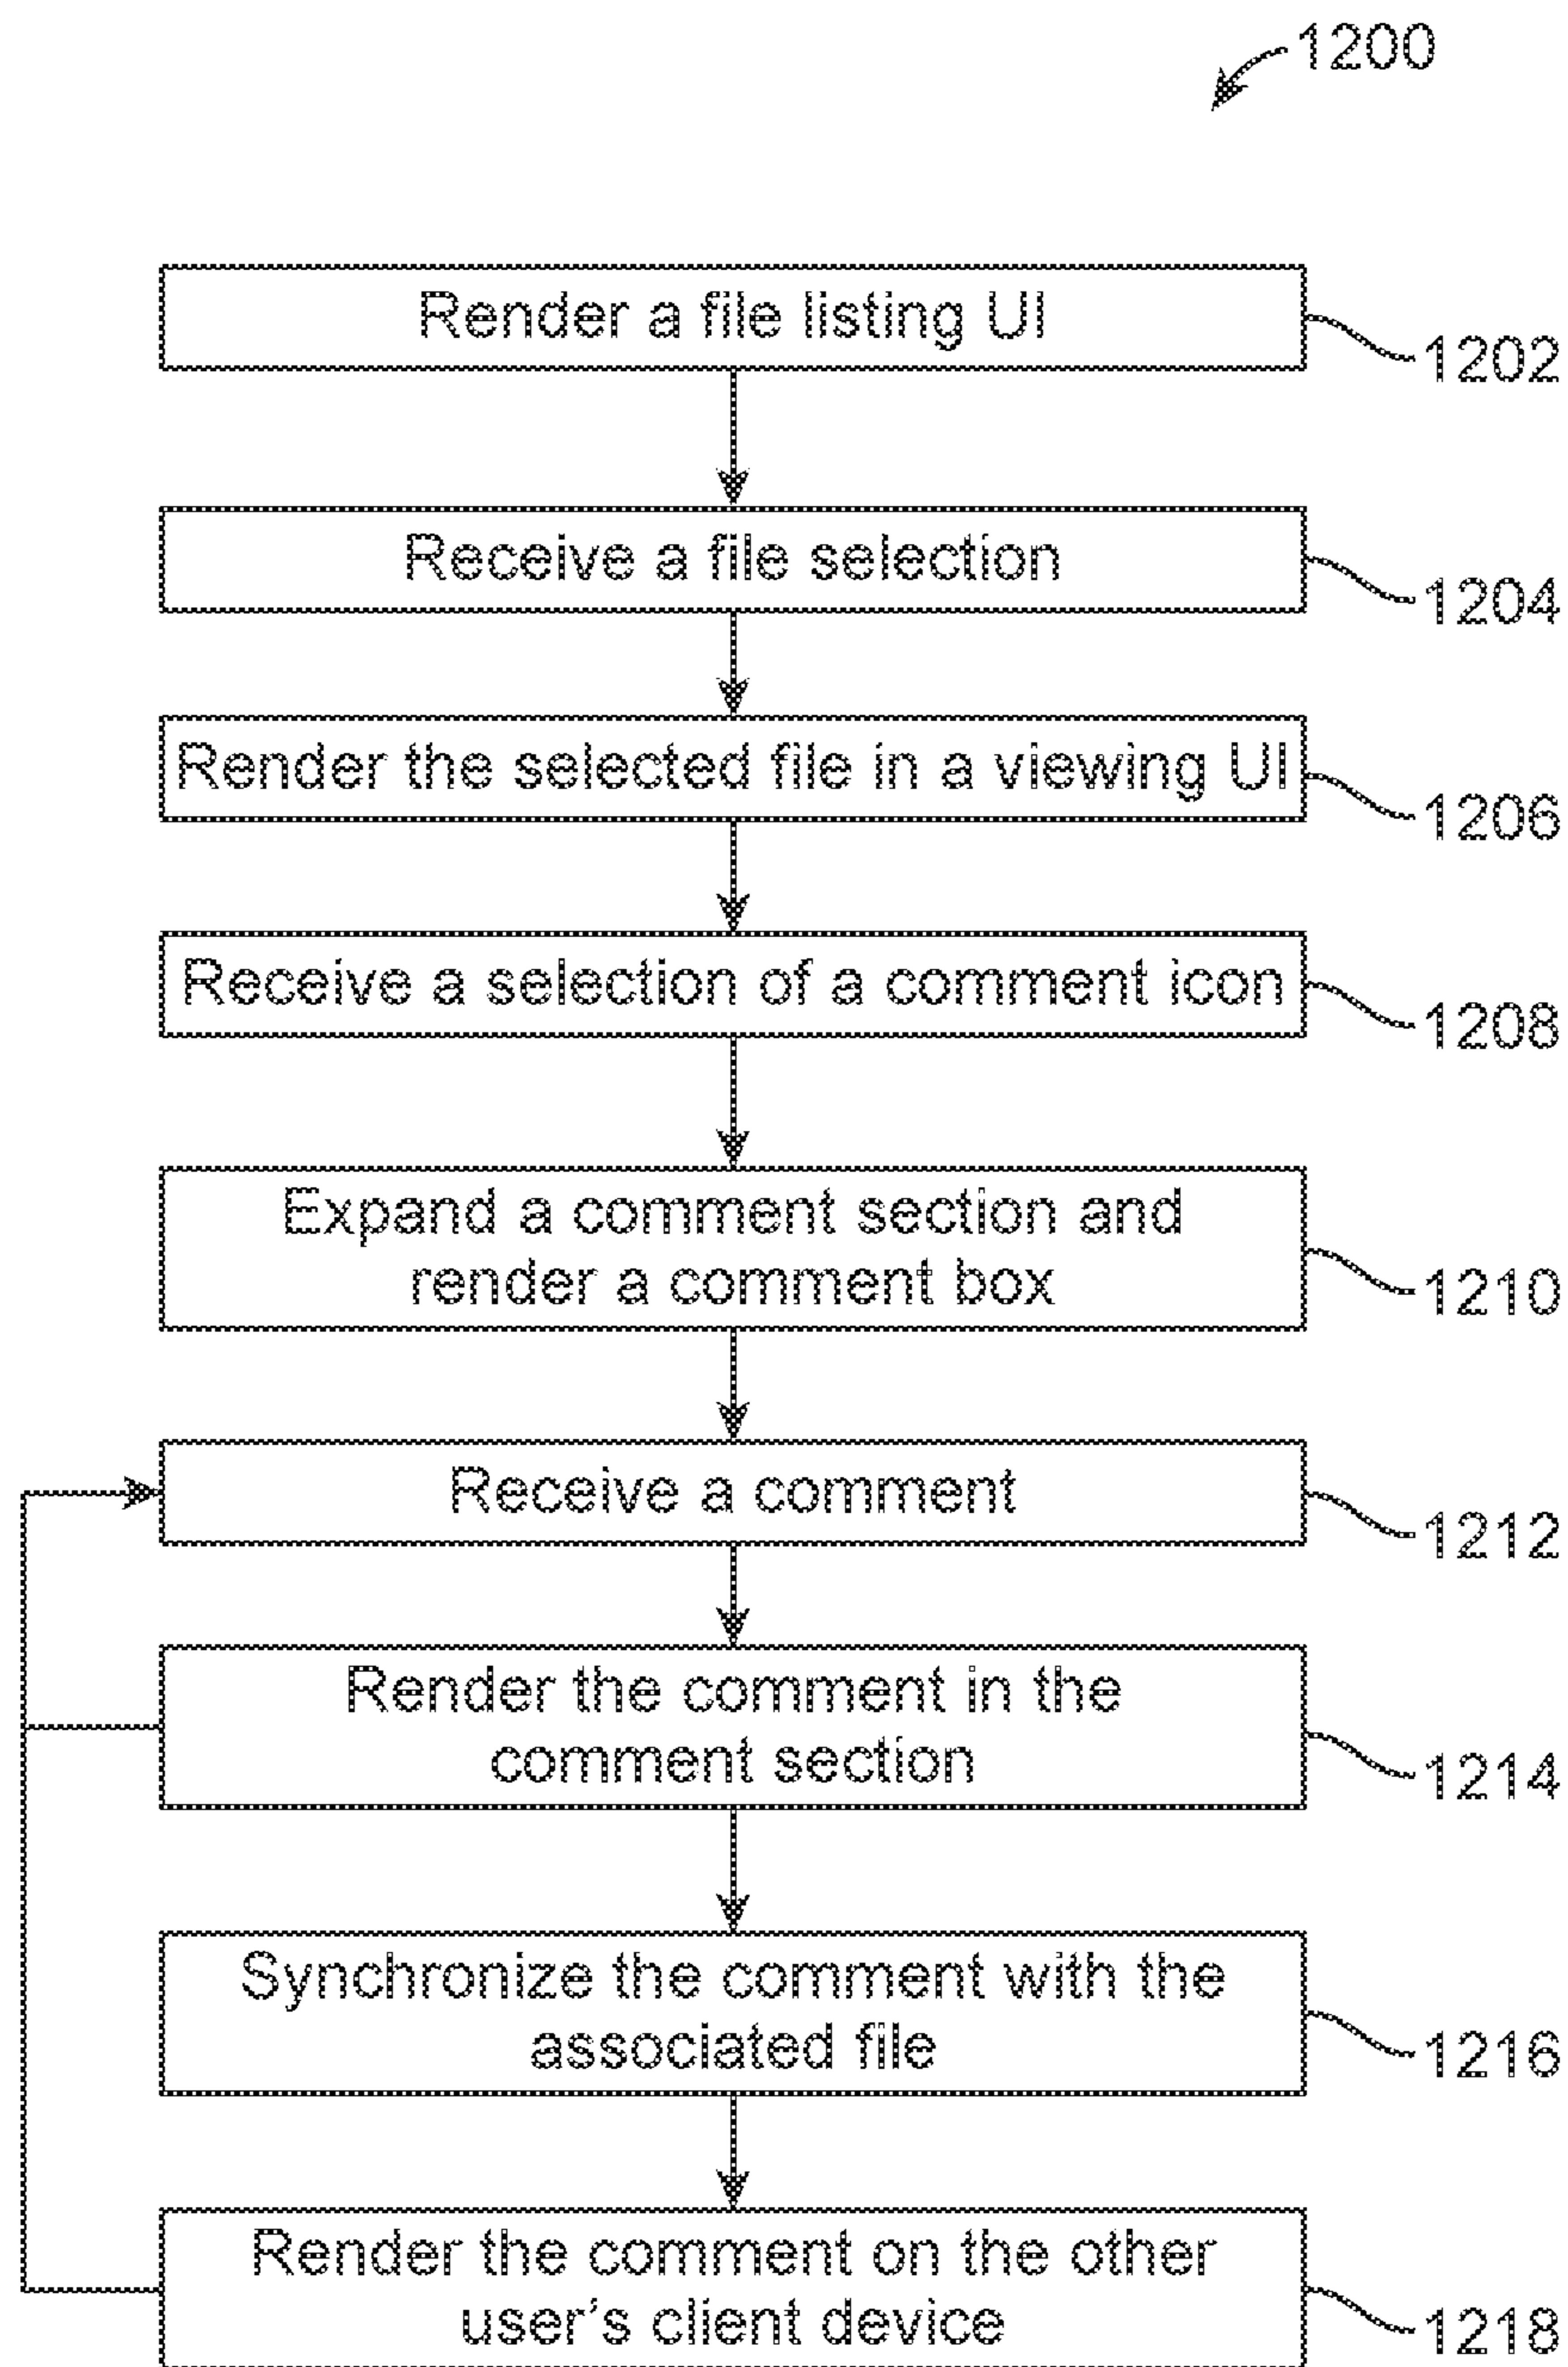 1200
Render a file listing UI
1202
Receive a file selection
1204
Render the selected file in a viewing UI
1206
Receive a selection of a comment icon
1208
Expand a comment section and
render a comment box
1210
Receive a comment
1212
Render the comment in the
comment section
1214
Synchronize the comment with the
associated file
1216
Render the comment on the other
user's client device
1218